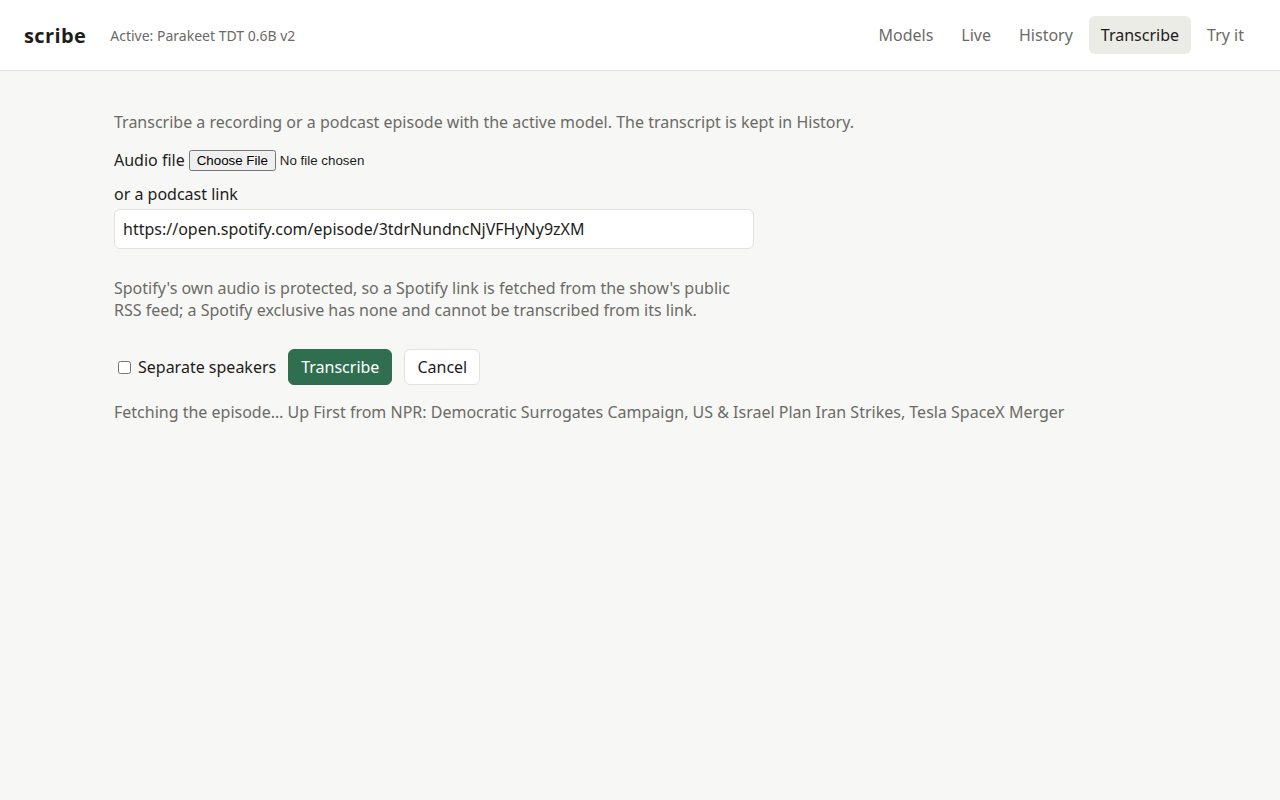 scribe
Active: Parakeet TDT 0.6B v2
Models
Live
History
Transcribe
Try it
Transcribe a recording or a podcast episode with the active model. The transcript is kept in History.
Audio file Choose File No file chosen
or a podcast link
https://open.spotify.com/episode/3tdrNundncNjVFHyNy9zXM
Spotify's own audio is protected, so a Spotify link is fetched from the show's public
RSS feed; a Spotify exclusive has none and cannot be transcribed from its link.
Separate speakers
Transcribe
Cancel
Fetching the episode... Up First from NPR: Democratic Surrogates Campaign, US & Israel Plan Iran Strikes, Tesla SpaceX Merger